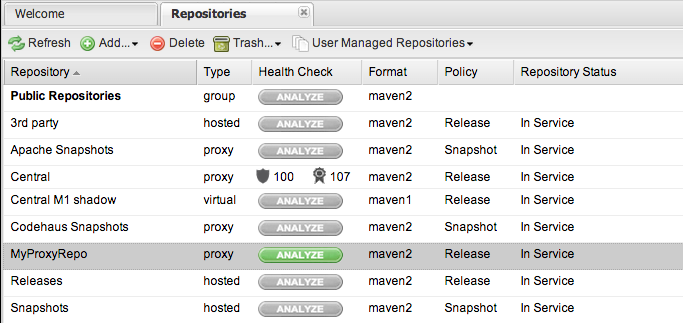 Welcome Repositories
Refresh Add... Delete Trash... User Managed Repositories
Repository Type Health Check Format Policy Repository Status
Public Repositories group ANALYZE maven2
3rd party hosted ANALYZE maven2 Release In Service
Apache Snapshots proxy ANALYZE maven2 Snapshot In Service
Central proxy 100 107 maven2 Release In Service
Central M1 shadow virtual ANALYZE maven1 Release In Service
Codehaus Snapshots proxy ANALYZE maven2 Snapshot In Service
MyProxyRepo proxy ANALYZE maven2 Release In Service
Releases hosted ANALYZE maven2 Release In Service
Snapshots hosted ANALYZE maven2 Snapshot In Service